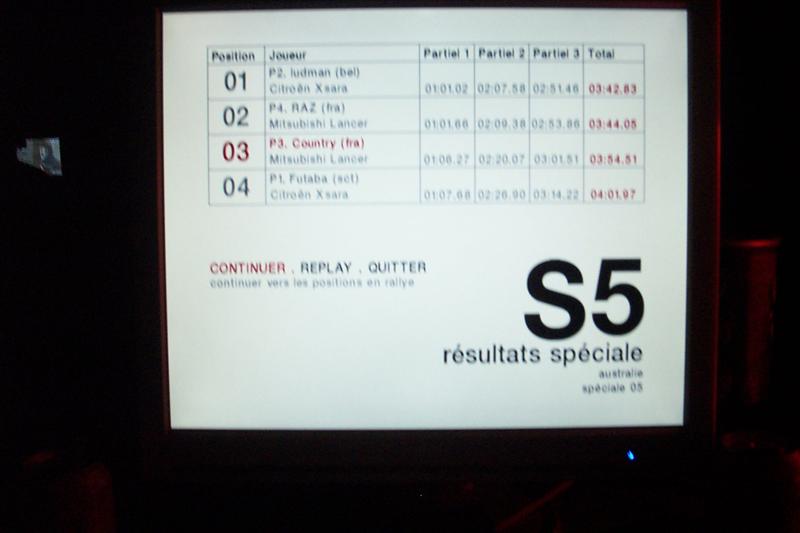 Position Joueur Partiel 1 Partiel 2 Partiel 3 Total
01 P2. ludman (bel)
Citroën Xsara 01:01.02 02:07.58 02:51.46 03:42.83
02 P4. RAZ (fra)
Mitsubishi Lancer 01:01.66 02:09.38 02:53.86 03:44.05
03 P3. Country (fra)
Mitsubishi Lancer 01:06.27 02:20.07 03:01.51 03:54.51
04 P1. Futaba (sct)
Citroën Xsara 01:07.68 02:26.90 03:14.22 04:01.97
CONTINUER . REPLAY . QUITTER
continuer vers les positions en rallye
S5
résultats spéciale
australie
spéciale 05